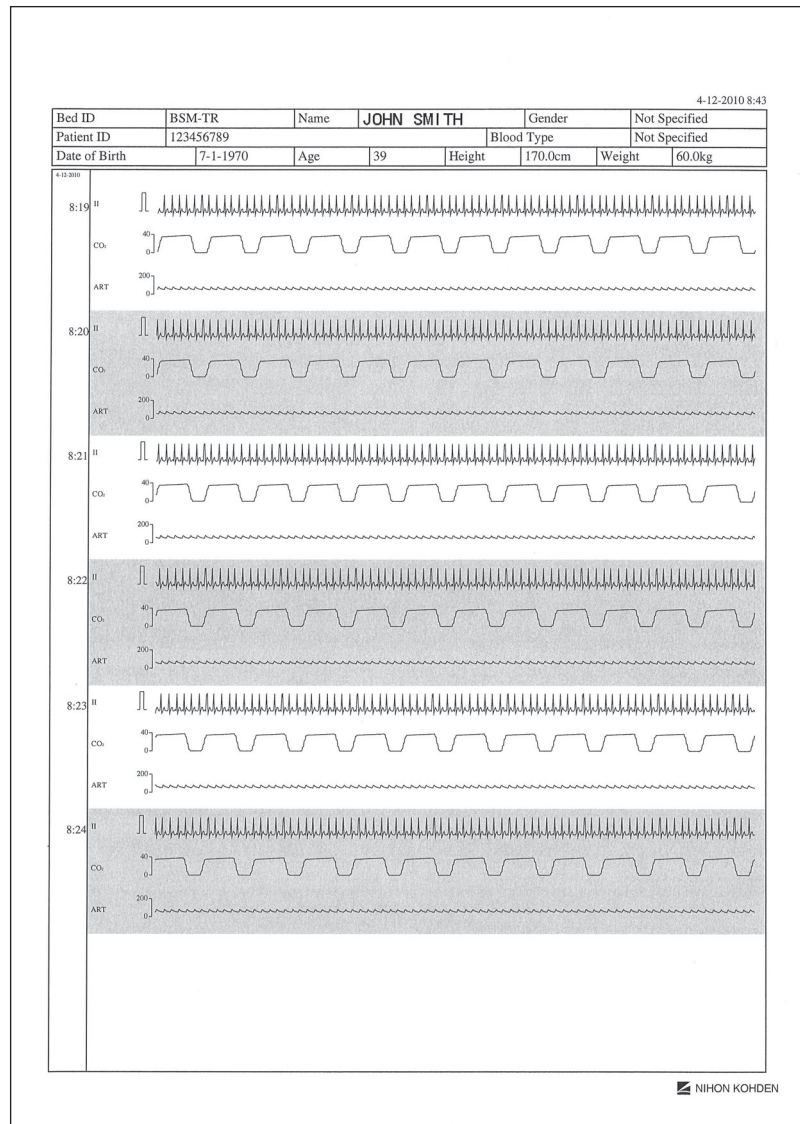 4-12-2010 8:43
Bed ID BSM-TR Name JOHN SMITH Gender Not Specified
Patient ID 123456789 Blood Type Not Specified
Date of Birth 7-1-1970 Age 39 Height 170.0cm Weight 60.0kg
4-12-2010
8:19 II
CO₂ 40 0
ART 200 0
8:20 II
CO₂ 40 0
ART 200 0
8:21 II
CO₂ 40 0
ART 200 0
8:22 II
CO₂ 40 0
ART 200 0
8:23 II
CO₂ 40 0
ART 200 0
8:24 II
CO₂ 40 0
ART 200 0
NIHON KOHDEN